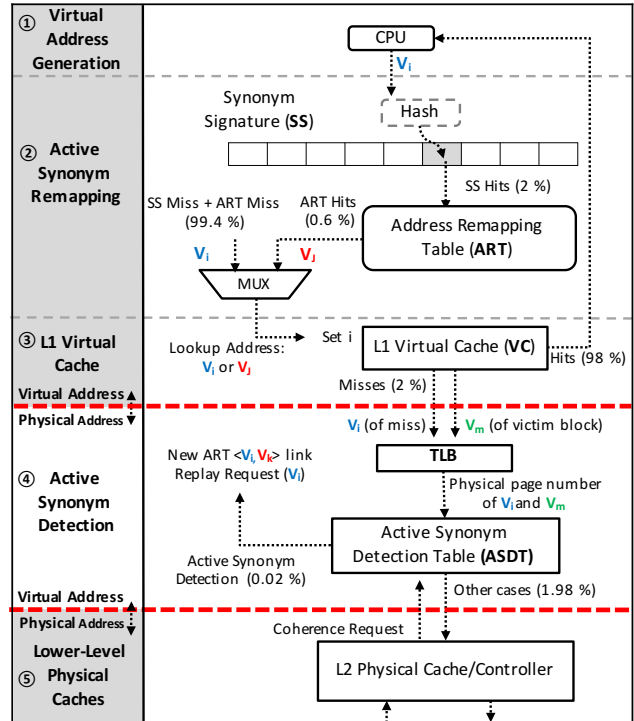 ① Virtual
Address
Generation
CPU
Vi
Hash
Synonym
Signature (SS)
② Active
Synonym
Remapping
SS Hits (2 %)
SS Miss + ART Miss
(99.4 %)
ART Hits
(0.6 %)
Address Remapping
Table (ART)
Vi
VJ
MUX
③ L1 Virtual
Cache
Lookup Address:
Vi or VJ
Set i
L1 Virtual Cache (VC)
Hits (98 %)
Misses (2 %)
Virtual Address
Physical Address
Vi (of miss)
Vm (of victim block)
TLB
New ART <Vi,Vk> link
Replay Request (Vi)
Physical page number
of Vi and Vm
④ Active
Synonym
Detection
Active Synonym
Detection Table (ASDT)
Active Synonym
Detection (0.02 %)
Other cases (1.98 %)
Virtual Address
Physical Address
Coherence Request
Lower-Level
Physical
⑤ Caches
L2 Physical Cache/Controller